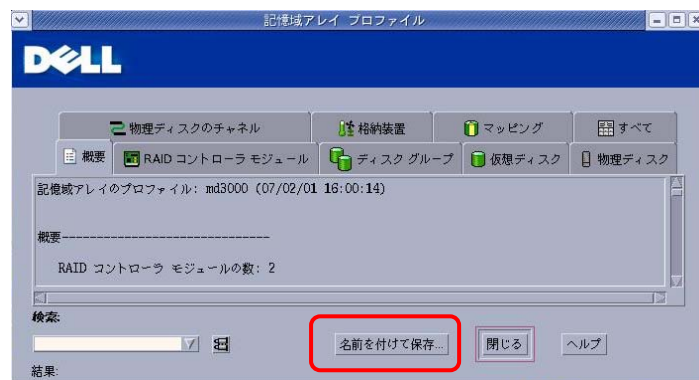 記憶域アレイ プロファイル
DELL
物理ディスクのチャネル 格納装置 マッピング すべて
概要 RAID コントローラ モジュール ディスク グループ 仮想ディスク 物理ディスク
記憶域アレイのプロファイル: md3000 (07/02/01 16:00:14)
概要------------------------------
RAID コントローラ モジュールの数: 2
検索:
名前を付けて保存... 閉じる ヘルプ
結果: